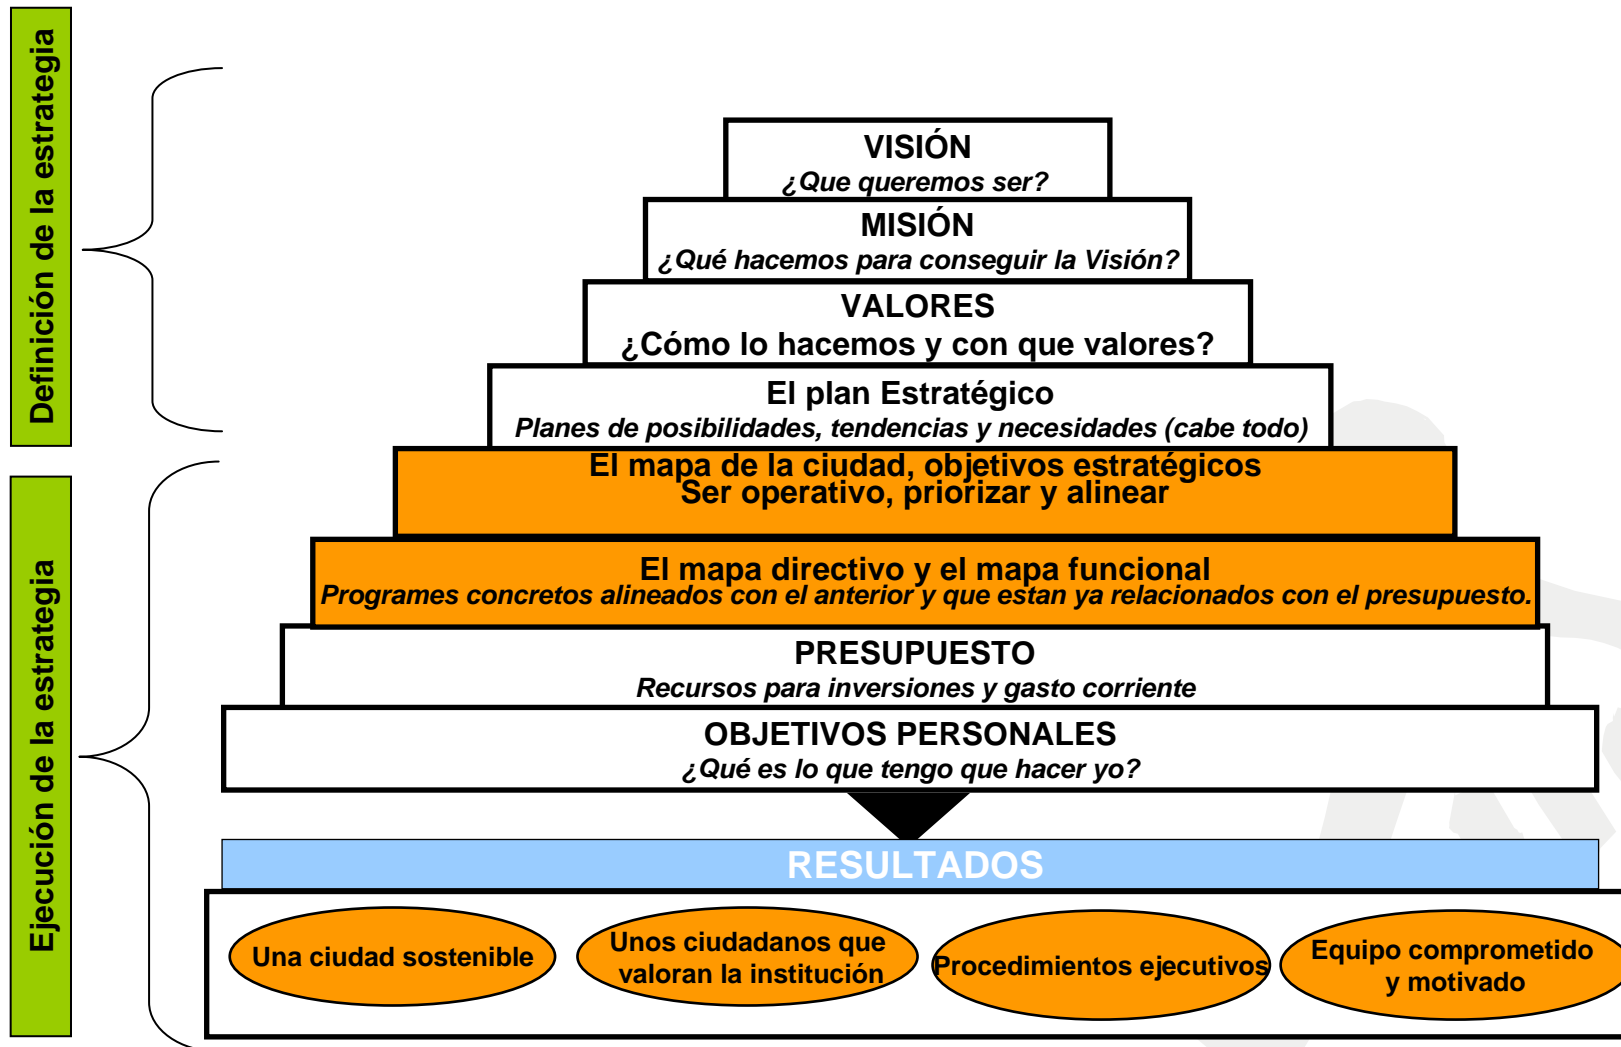 Definición de la estrategia
VISIÓN
¿Que queremos ser?
MISIÓN
¿Qué hacemos para conseguir la Visión?
VALORES
¿Cómo lo hacemos y con que valores?
El plan Estratégico
Planes de posibilidades, tendencias y necesidades (cabe todo)
Ejecución de la estrategia
El mapa de la ciudad, objetivos estratégicos
Ser operativo, priorizar y alinear
El mapa directivo y el mapa funcional
Programes concretos alineados con el anterior y que estan ya relacionados con el presupuesto.
PRESUPUESTO
Recursos para inversiones y gasto corriente
OBJETIVOS PERSONALES
¿Qué es lo que tengo que hacer yo?
RESULTADOS
Una ciudad sostenible
Unos ciudadanos que
valoran la institución
Procedimientos ejecutivos
Equipo comprometido
y motivado